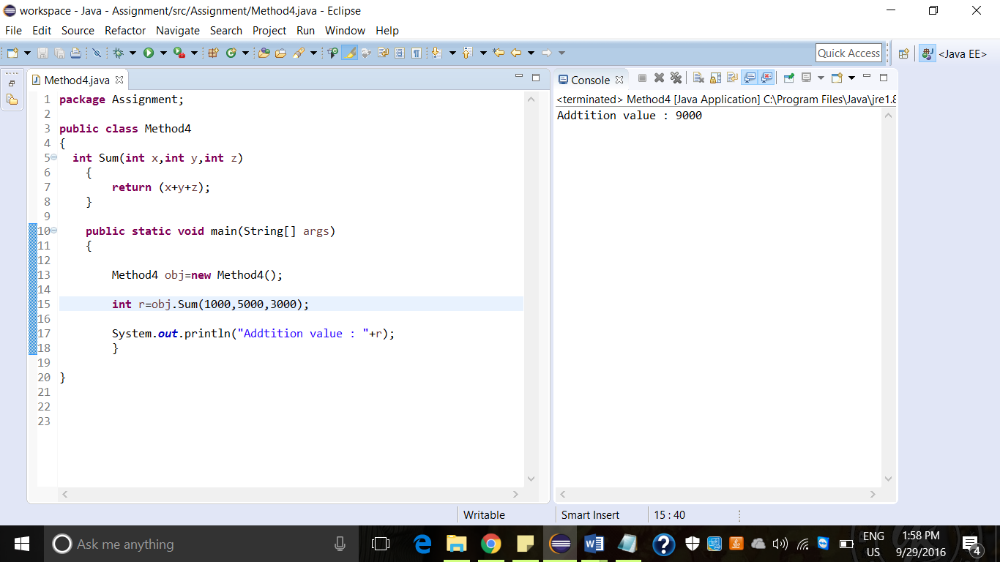 workspace - Java - Assignment/src/Assignment/Method4.java - Eclipse
File Edit Source Refactor Navigate Search Project Run Window Help
Quick Access
<Java EE>
Method4.java
1 package Assignment;
2
3 public class Method4
4 {
5 int Sum(int x,int y,int z)
6 {
7 return (x+y+z);
8 }
9
10 public static void main(String[] args)
11 {
12
13 Method4 obj=new Method4();
14
15 int r=obj.Sum(1000,5000,3000);
16
17 System.out.println("Addtition value : "+r);
18 }
19
20 }
21
22
23
Console
<terminated> Method4 [Java Application] C:\Program Files\Java\jre1.8
Addtition value : 9000
Writable Smart Insert 15 : 40
Ask me anything
ENG
US
1:58 PM
9/29/2016
4